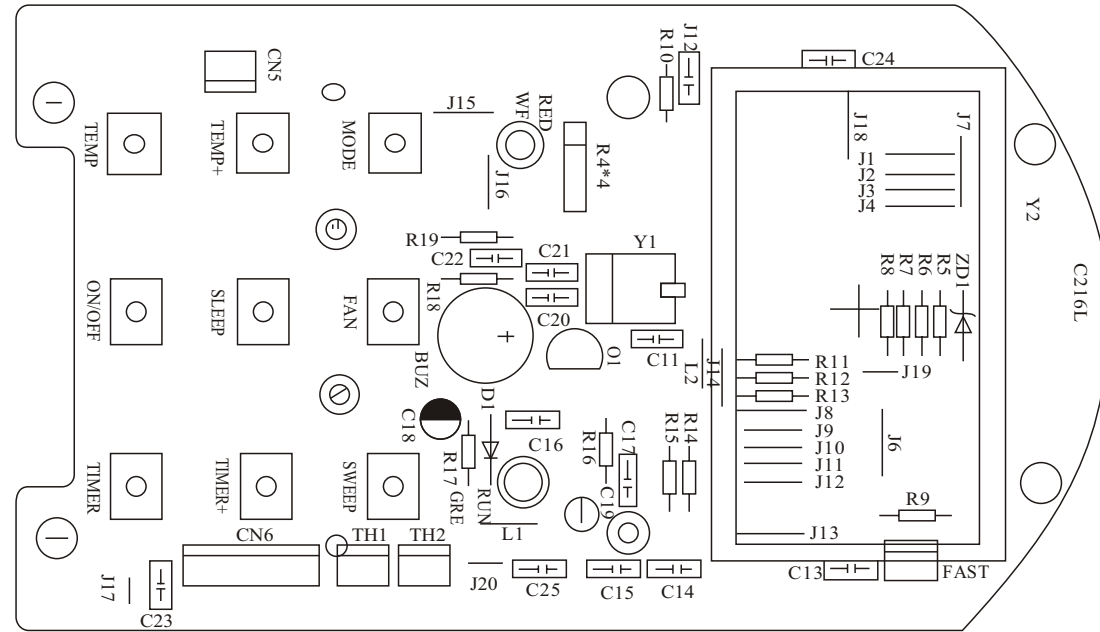 CN5
J15
RED
WF
R10
J12
C24
TEMP
TEMP+
MODE
J16
R4*4
J18
J7
J1
J2
J3
J4
Y2
R19
C22
C21
Y1
R18
C20
R8
R7
R6
R5
ZD1
C216L
ON/OFF
SLEEP
FAN
BUZ
O1
C11
L2
J14
R11
R12
R13
J19
D1
C18
C16
R16
C17
R15
R14
J8
J9
J10
J11
J12
J6
R17
GRE
RUN
C19
TIMER
TIMER+
SWEEP
R9
L1
J13
CN6
TH1
TH2
J17
C23
J20
C25
C15
C14
C13
FAST